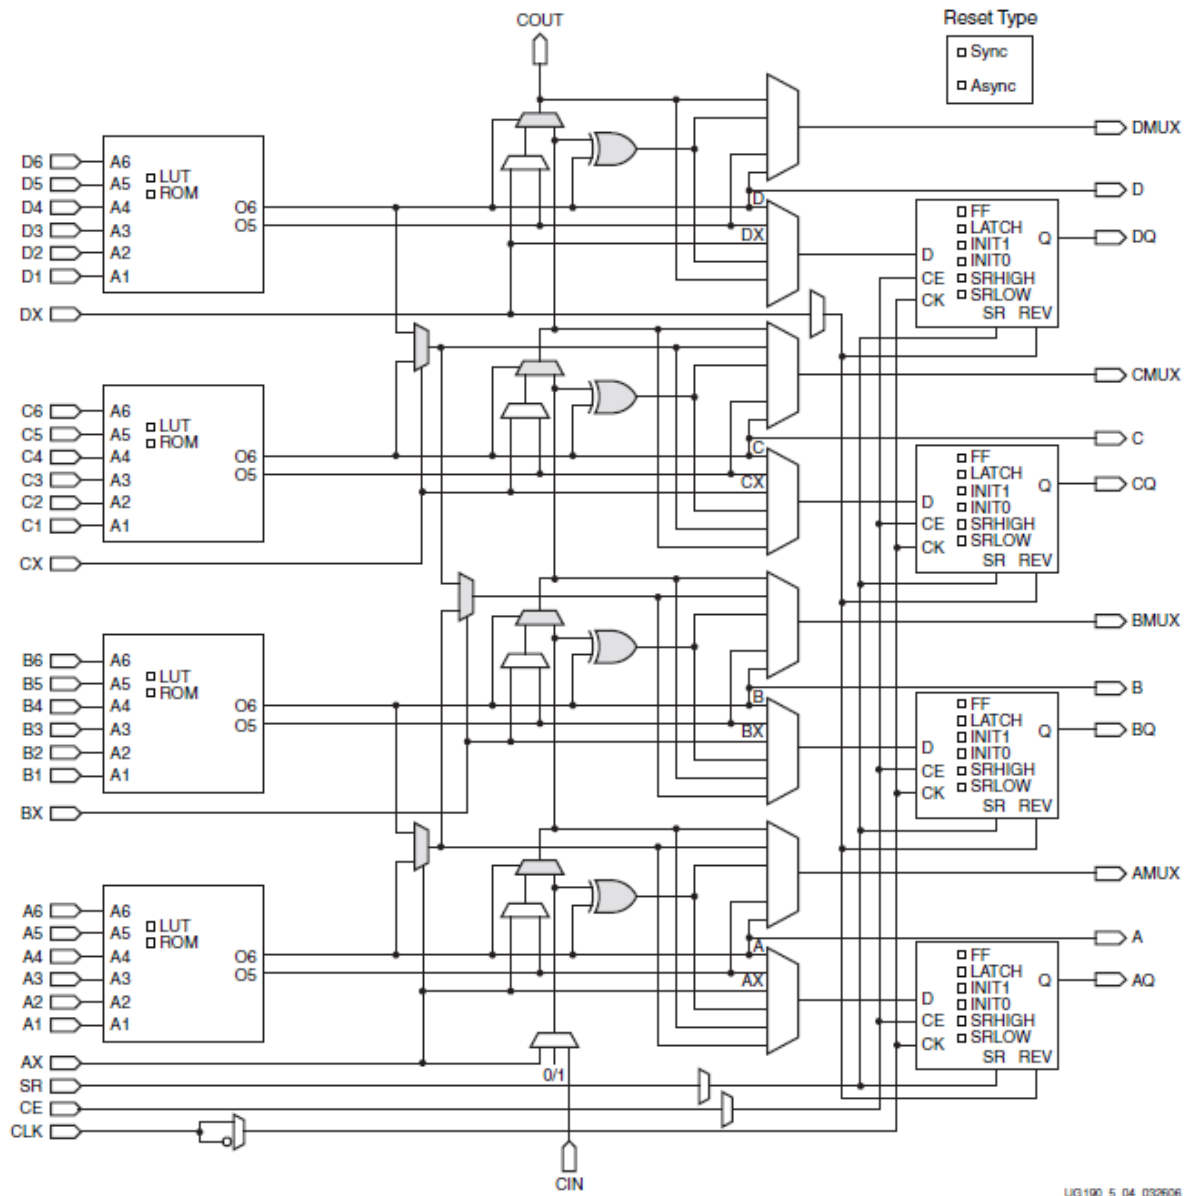 COUT
Reset Type
Sync
Async
DMUX
D6 A6
D5 A5
D4 A4
D3 A3
D2 A2
D1 A1
LUT
ROM
O6
O5
DX
D
DX
D
FF
LATCH
INIT1
INIT0
SRHIGH
SRLOW
D
CE
CK
Q
SR REV
DQ
CMUX
C6 A6
C5 A5
C4 A4
C3 A3
C2 A2
C1 A1
LUT
ROM
O6
O5
CX
C
CX
C
FF
LATCH
INIT1
INIT0
SRHIGH
SRLOW
D
CE
CK
Q
SR REV
CQ
BMUX
B6 A6
B5 A5
B4 A4
B3 A3
B2 A2
B1 A1
LUT
ROM
O6
O5
BX
B
BX
B
FF
LATCH
INIT1
INIT0
SRHIGH
SRLOW
D
CE
CK
Q
SR REV
BQ
AMUX
A6 A6
A5 A5
A4 A4
A3 A3
A2 A2
A1 A1
LUT
ROM
O6
O5
AX
A
AX
A
FF
LATCH
INIT1
INIT0
SRHIGH
SRLOW
D
CE
CK
Q
SR REV
AQ
0/1
SR
CE
CLK
CIN
UG190_5_04_032606